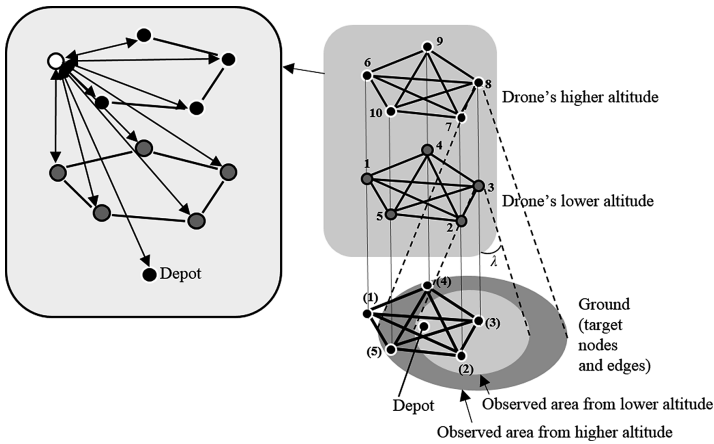 Depot
9
6
8
Drone's higher altitude
10
7
4
1
3
Drone's lower altitude
5
2
λ
(4)
(1)
Ground
(target
nodes
and edges)
(3)
(5)
(2)
Depot
Observed area from lower altitude
Observed area from higher altitude